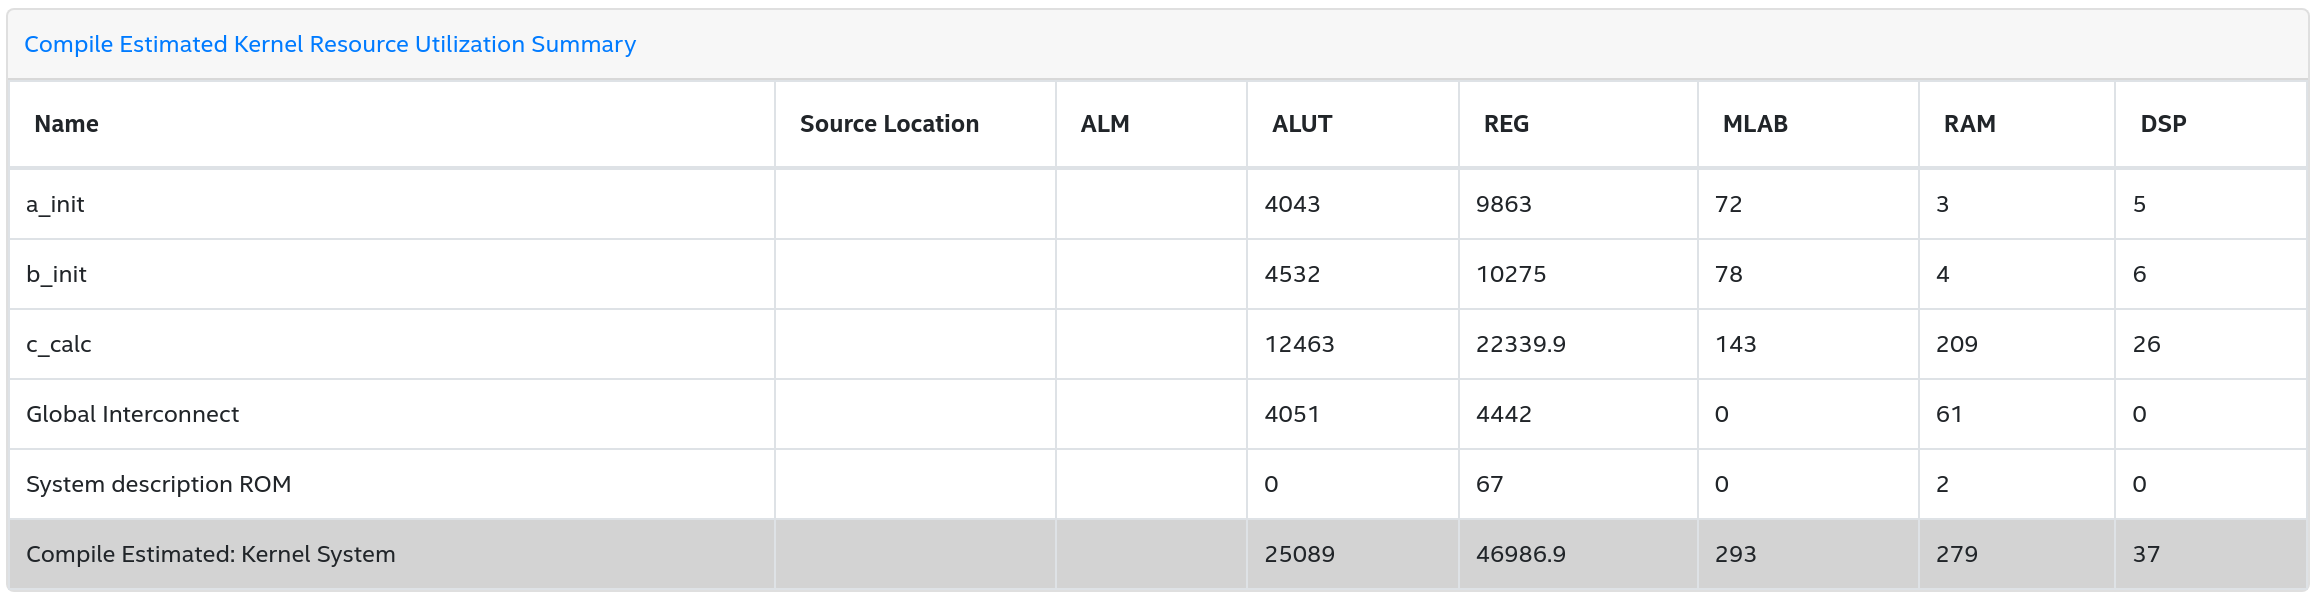 Compile Estimated Kernel Resource Utilization Summary
Name Source Location ALM ALUT REG MLAB RAM DSP
a_init 4043 9863 72 3 5
b_init 4532 10275 78 4 6
c_calc 12463 22339.9 143 209 26
Global Interconnect 4051 4442 0 61 0
System description ROM 0 67 0 2 0
Compile Estimated: Kernel System 25089 46986.9 293 279 37